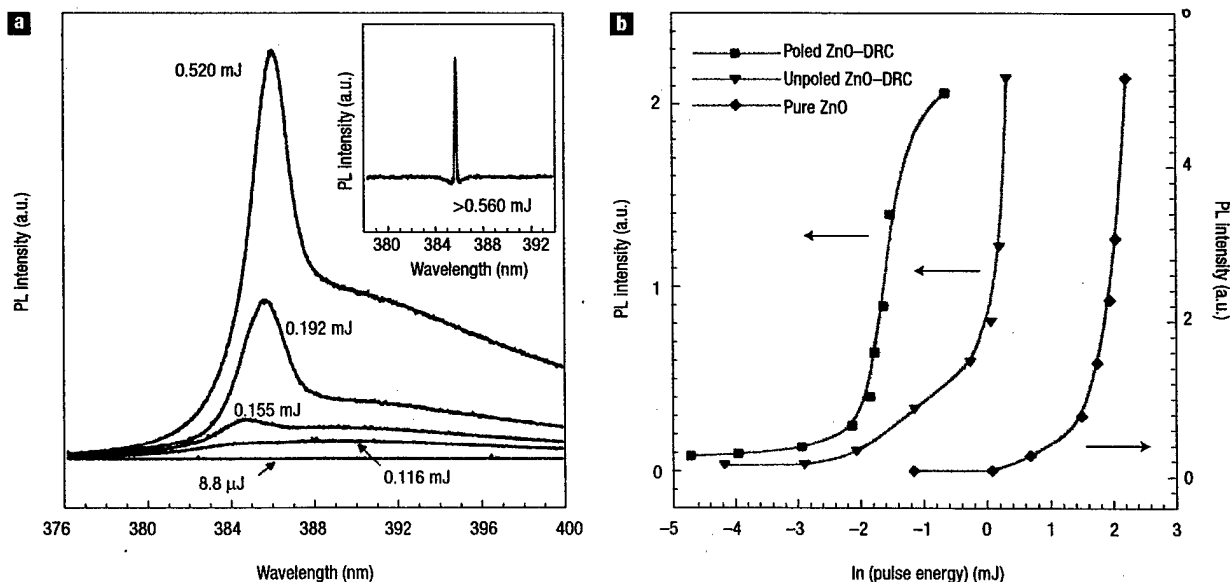 a
0.520 mJ
0.192 mJ
0.155 mJ
0.116 mJ
8.8 μJ
PL intensity (a.u.)
376 380 384 388 392 396 400
Wavelength (nm)
PL intensity (a.u.)
>0.560 mJ
380 384 388 392
Wavelength (nm)
b
Poled ZnO–DRC
Unpoled ZnO–DRC
Pure ZnO
PL intensity (a.u.)
2
1
0
6
4
2
0
PL intensity (a.u.)
–5 –4 –3 –2 –1 0 1 2 3
ln (pulse energy) (mJ)